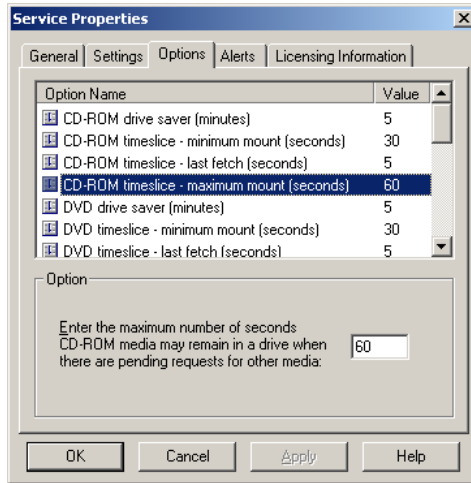 Service Properties
General Settings Options Alerts Licensing Information
Option Name Value
CD-ROM drive saver (minutes) 5
CD-ROM timeslice - minimum mount (seconds) 30
CD-ROM timeslice - last fetch (seconds) 5
CD-ROM timeslice - maximum mount (seconds) 60
DVD drive saver (minutes) 5
DVD timeslice - minimum mount (seconds) 30
DVD timeslice - last fetch (seconds) 5
Option
Enter the maximum number of seconds
CD-ROM media may remain in a drive when 60
there are pending requests for other media:
OK Cancel Apply Help